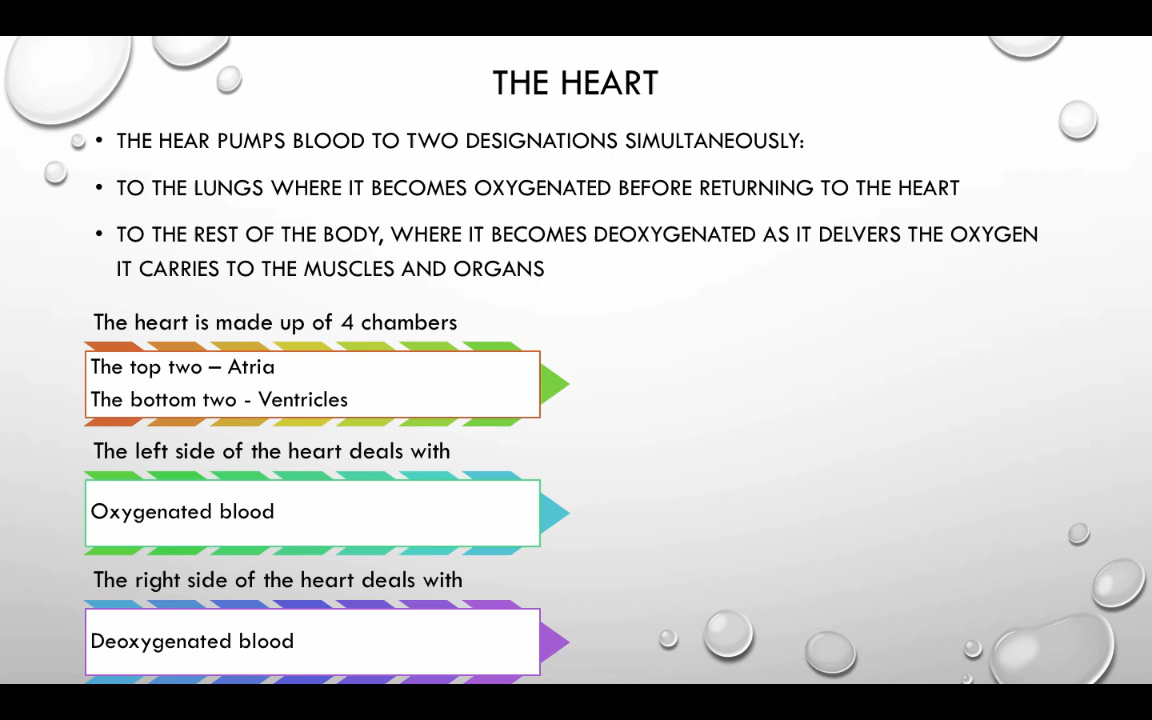 THE HEART
• THE HEAR PUMPS BLOOD TO TWO DESIGNATIONS SIMULTANEOUSLY:
• TO THE LUNGS WHERE IT BECOMES OXYGENATED BEFORE RETURNING TO THE HEART
• TO THE REST OF THE BODY, WHERE IT BECOMES DEOXYGENATED AS IT DELVERS THE OXYGEN
IT CARRIES TO THE MUSCLES AND ORGANS
The heart is made up of 4 chambers
The top two – Atria
The bottom two - Ventricles
The left side of the heart deals with
Oxygenated blood
The right side of the heart deals with
Deoxygenated blood